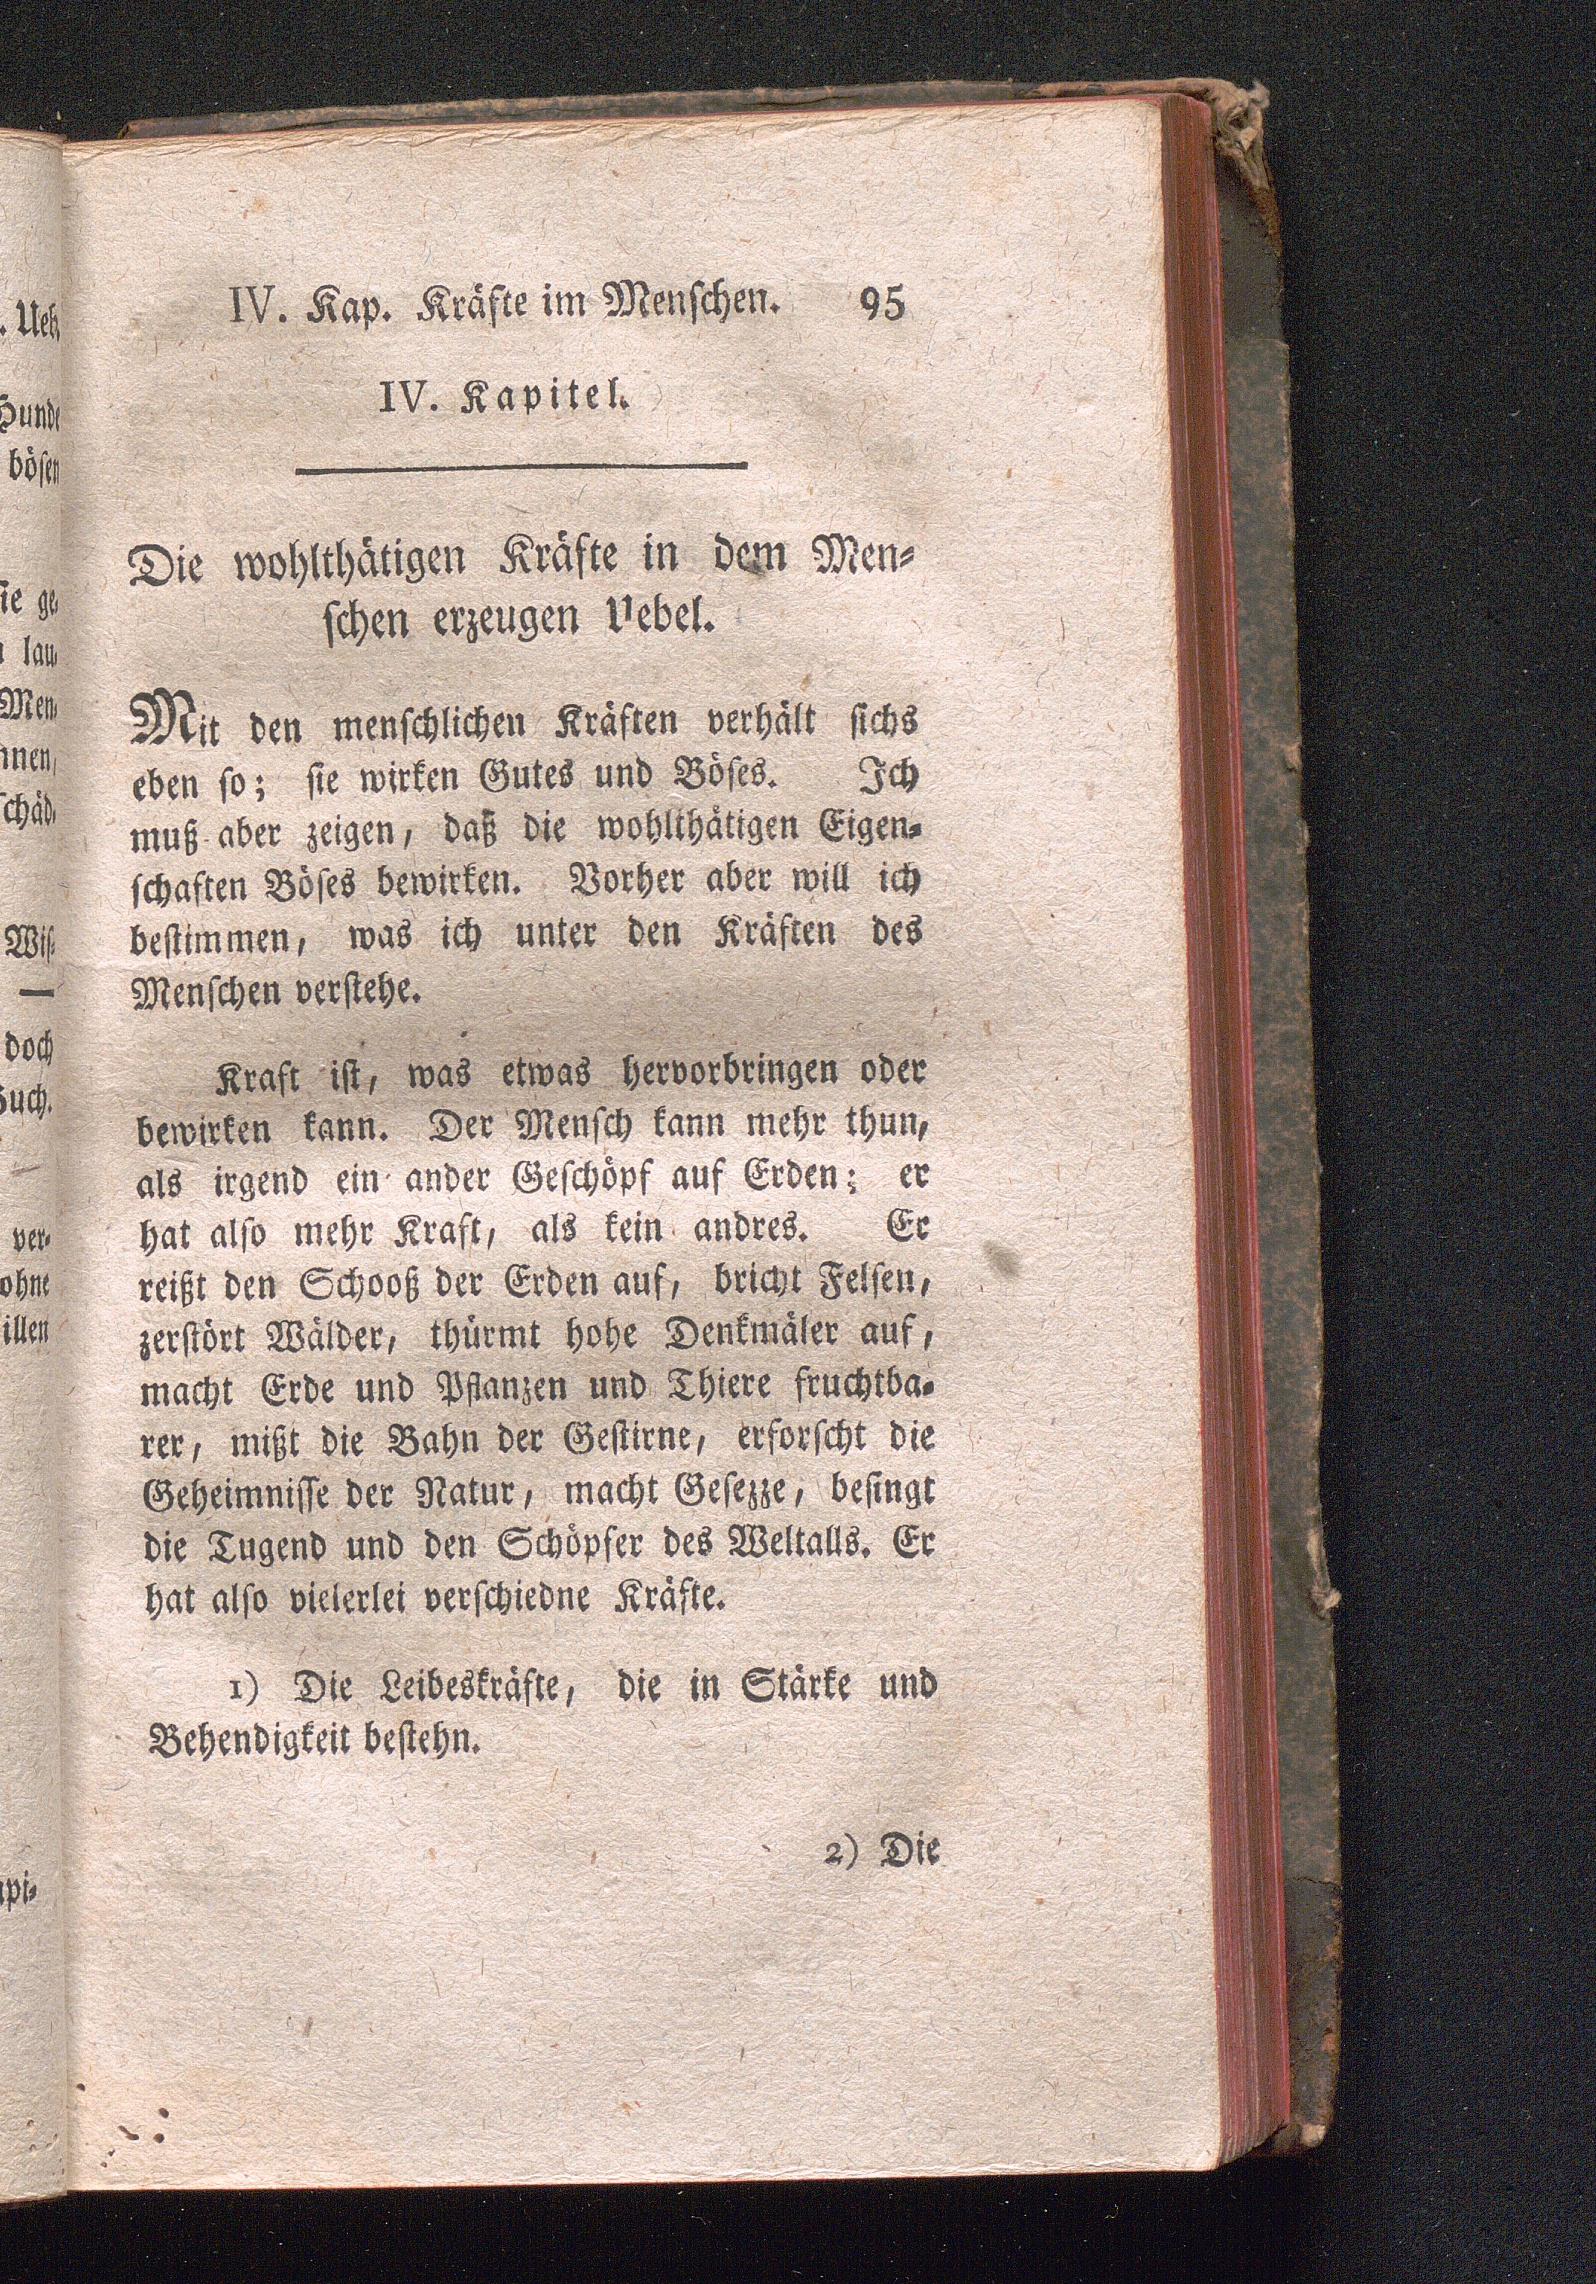 IV. Kap. Kräfte im Menschen. 95
IV. Kapitel.
Die wohlthätigen Kräfte in dem Men-
schen erzeugen Uebel.
Mit den menschlichen Kräften verhält sichs
eben so; sie wirken Gutes und Böses. Ich
muß aber zeigen, daß die wohlthätigen Eigen-
schaften Böses bewirken. Vorher aber will ich
bestimmen, was ich unter den Kräften des
Menschen verstehe.
Kraft ist, was etwas hervorbringen oder
bewirken kann. Der Mensch kann mehr thun,
als irgend ein ander Geschöpf auf Erden; er
hat also mehr Kraft, als kein andres. Er
reißt den Schooß der Erden auf, bricht Felsen,
zerstört Wälder, thürmt hohe Denkmäler auf,
macht Erde und Pflanzen und Thiere fruchtba-
rer, mißt die Bahn der Gestirne, erforscht die
Geheimnisse der Natur, macht Gesezze, besingt
die Tugend und den Schöpfer des Weltalls. Er
hat also vielerlei verschiedne Kräfte.
1) Die Leibeskräfte, die in Stärke und
Behendigkeit bestehn.
2) Die